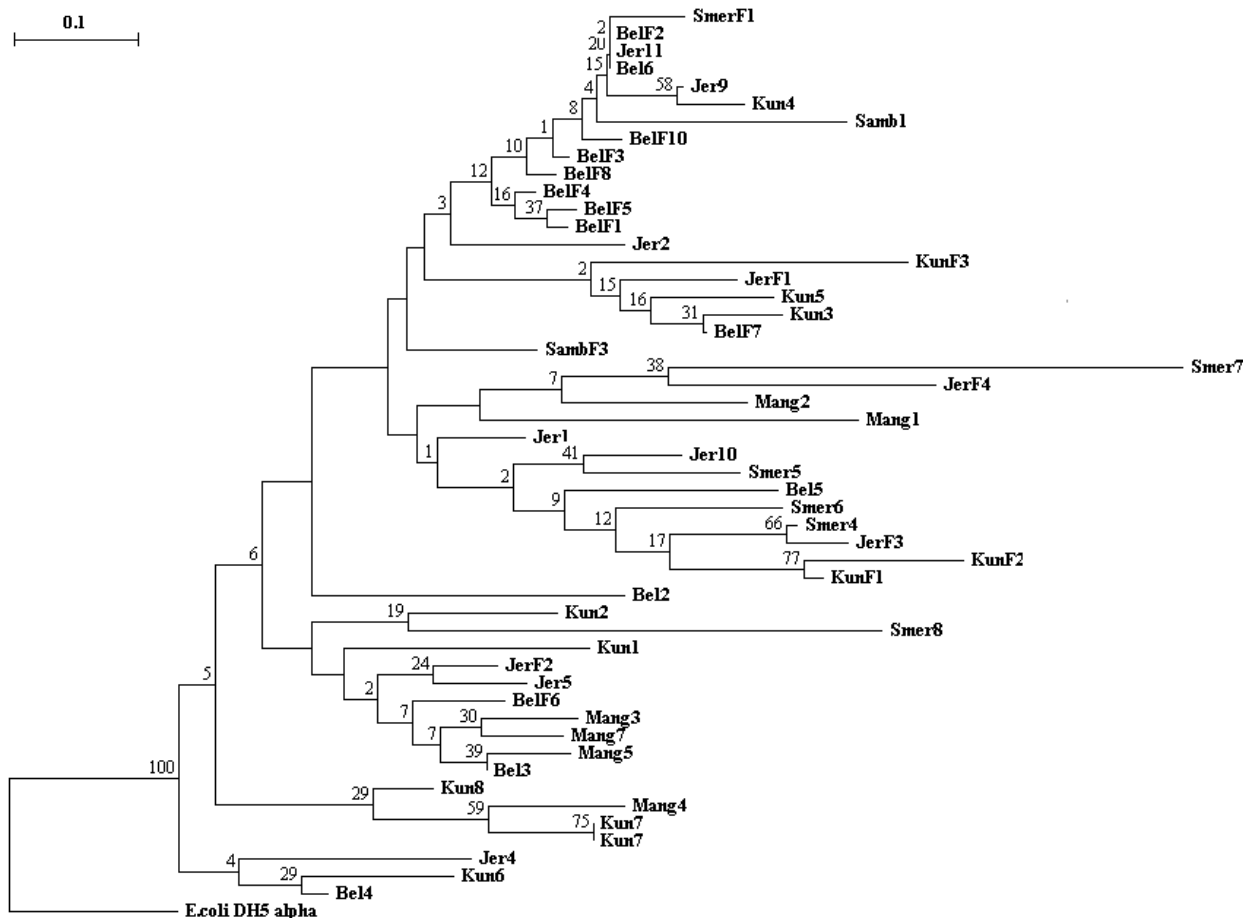 0.1
SmerF1
2
BelF2
20
Jer11
15
Bel6
58
Jer9
4
Kun4
8
Samb1
1
BelF10
10
BelF3
12
BelF8
16
BelF4
37
BelF5
3
BelF1
Jer2
2
KunF3
15
JerF1
16
Kun5
31
Kun3
BelF7
SambF3
38
Smer7
7
JerF4
Mang2
Mang1
Jer1
1
41
Jer10
2
Smer5
9
Bel5
12
Smer6
66
Smer4
17
JerF3
6
77
KunF2
KunF1
Bel2
19
Kun2
Smer8
Kun1
5
24
JerF2
2
Jer5
7
BelF6
30
Mang3
7
Mang7
39
Mang5
100
Bel3
29
Kun8
59
Mang4
75
Kun7
Kun7
4
Jer4
29
Kun6
Bel4
E.coli DH5 alpha